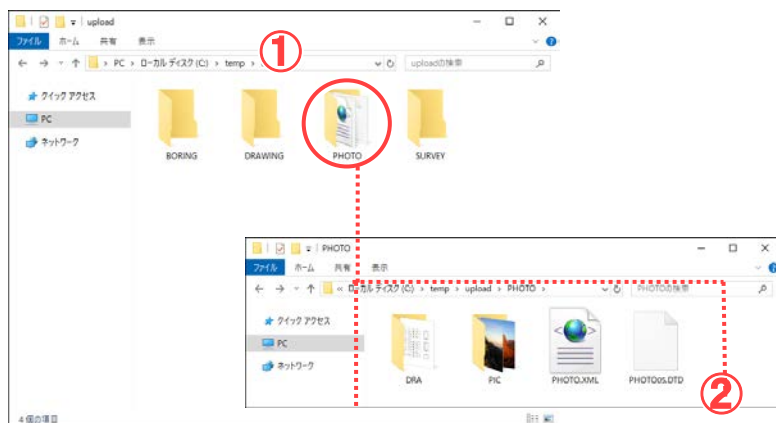 upload
ファイル ホーム 共有 表示
PC › ローカル ディスク (C:) › temp ›
uploadの検索
①
クイック アクセス
PC
ネットワーク
BORING
DRAWING
PHOTO
SURVEY
4 個の項目
PHOTO
ファイル ホーム 共有 表示
« ローカル ディスク (C:) › temp › upload › PHOTO ›
PHOTOの検索
クイック アクセス
PC
ネットワーク
DRA
PIC
PHOTO.XML
PHOTO05.DTD
②